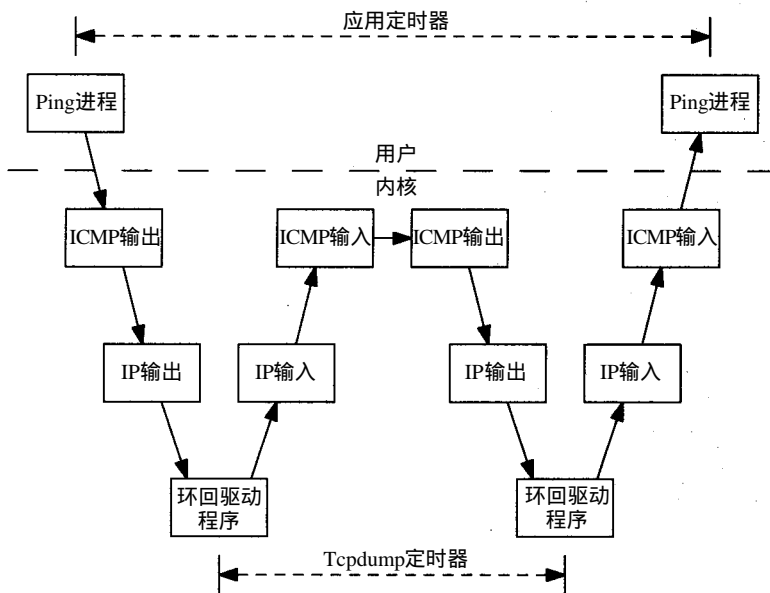 应用定时器
Ping进程
Ping进程
用户
内核
ICMP输出
ICMP输入
ICMP输出
ICMP输入
IP输出
IP输入
IP输出
IP输入
环回驱动
程序
环回驱动
程序
Tcpdump定时器